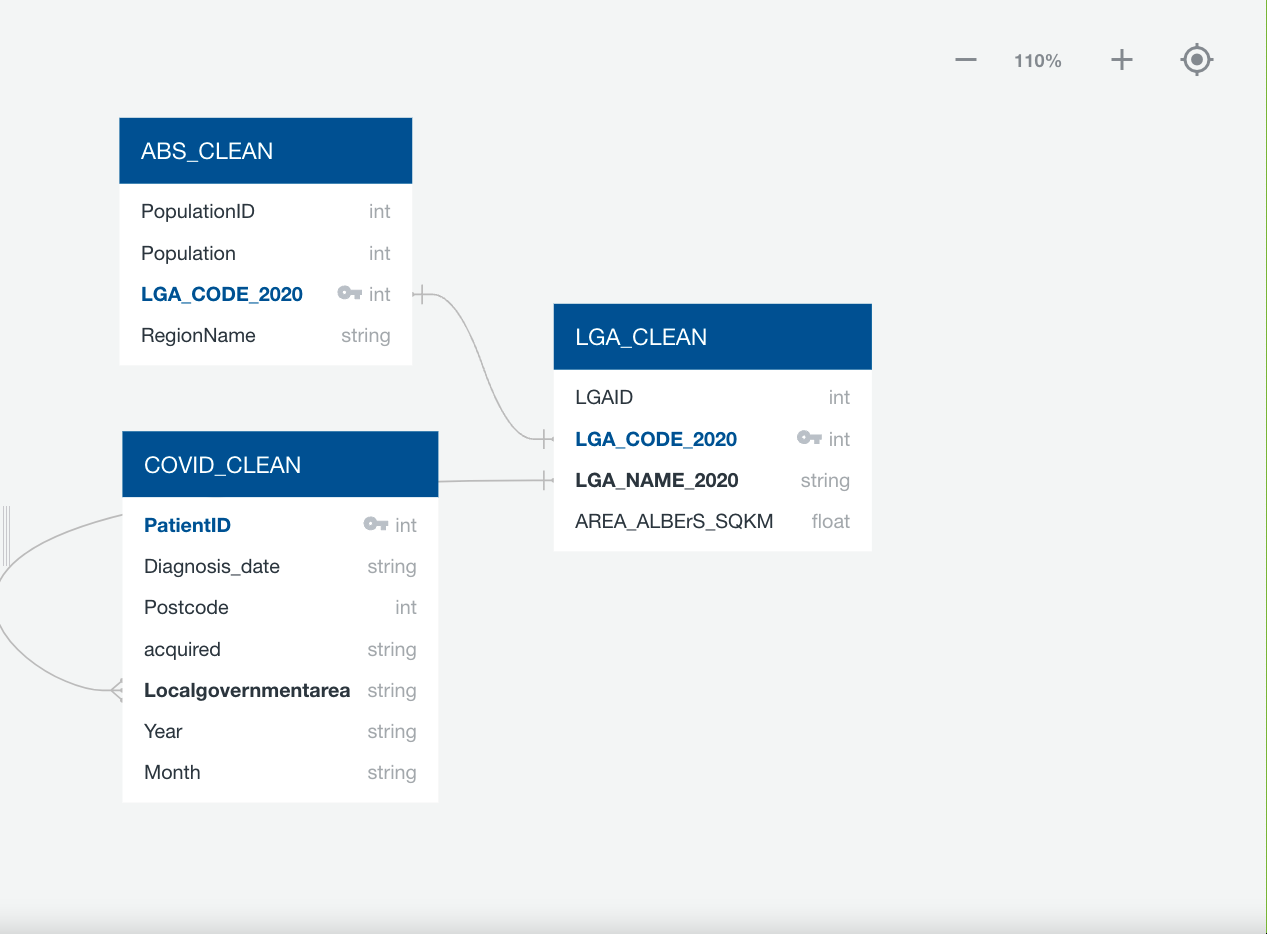 110%
ABS_CLEAN
PopulationID int
Population int
LGA_CODE_2020 int
RegionName string
LGA_CLEAN
LGAID int
LGA_CODE_2020 int
LGA_NAME_2020 string
AREA_ALBErS_SQKM float
COVID_CLEAN
PatientID int
Diagnosis_date string
Postcode int
acquired string
Localgovernmentarea string
Year string
Month string